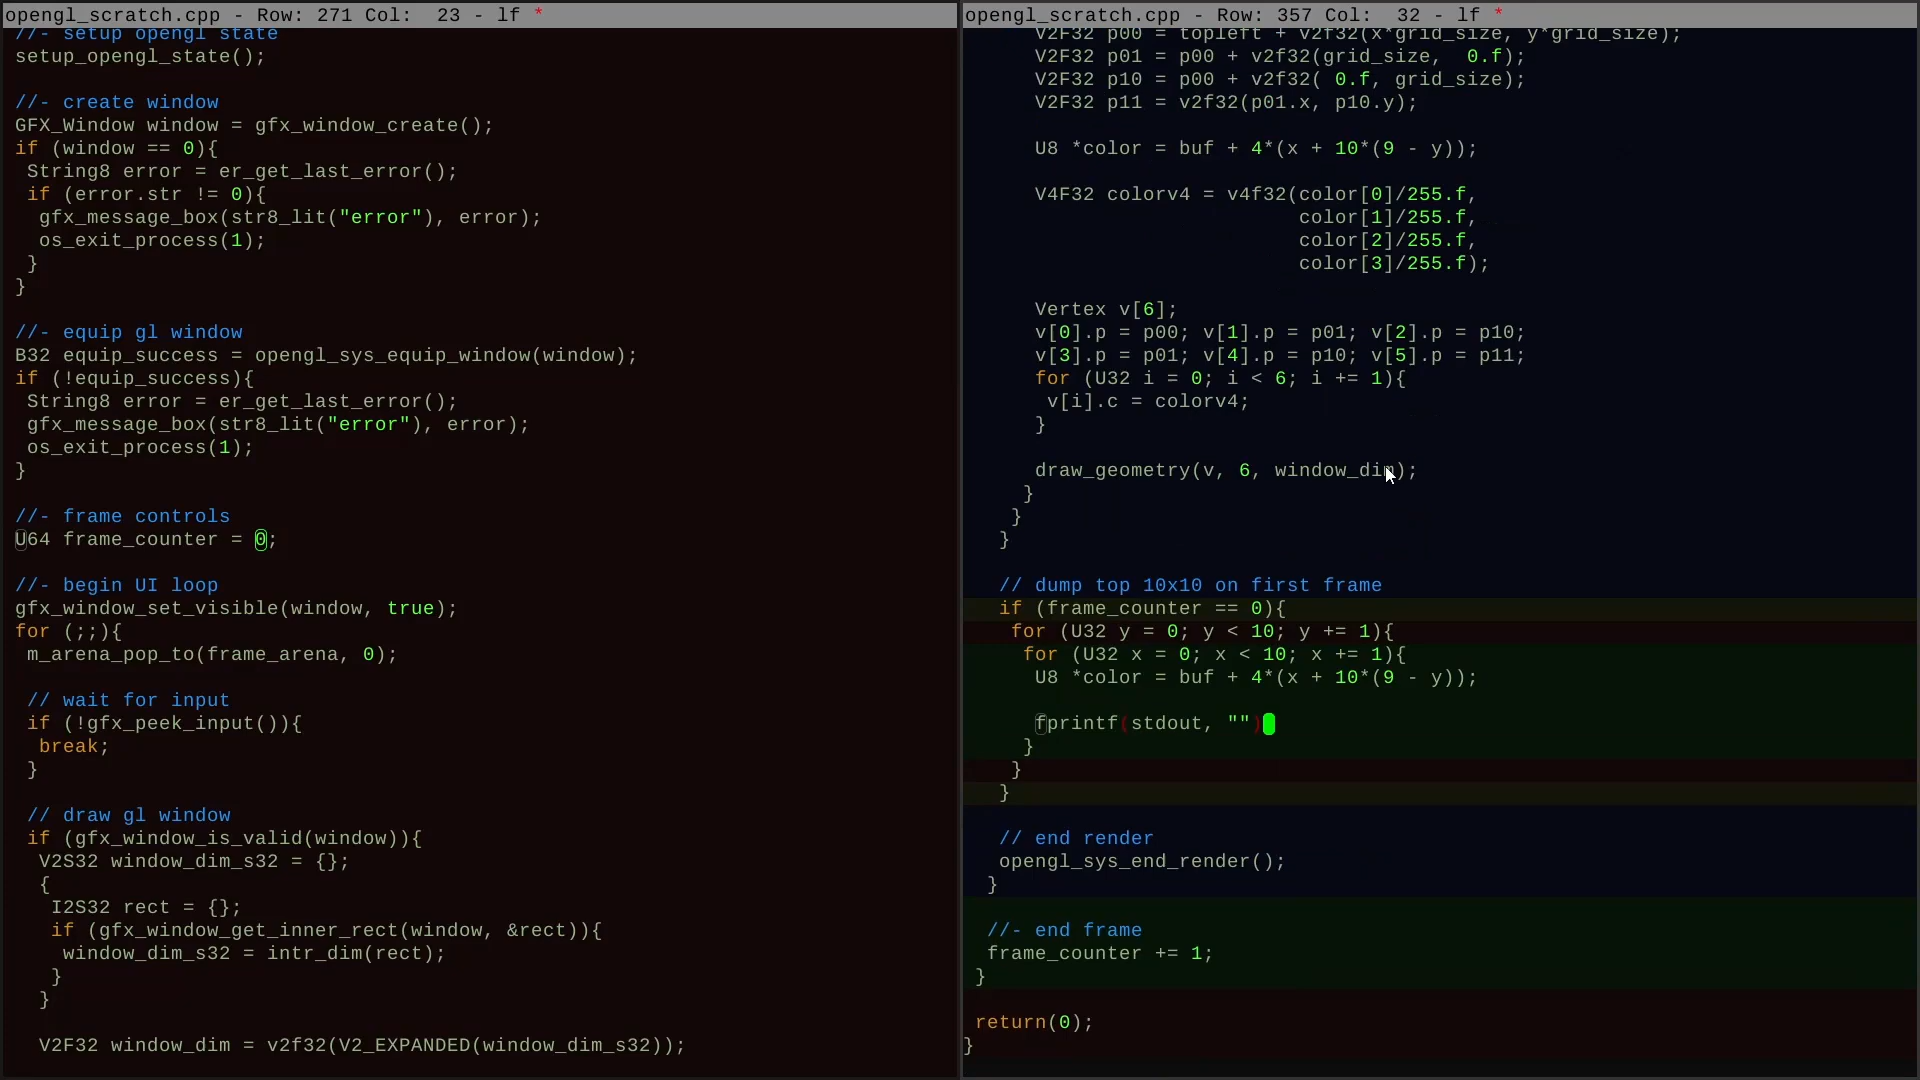 opengl_scratch.cpp - Row: 271 Col:  23 - lf *
//- setup opengl state
setup_opengl_state();
//- create window
GFX_Window window = gfx_window_create();
if (window == 0){
String8 error = er_get_last_error();
if (error.str != 0){
gfx_message_box(str8_lit("error"), error);
os_exit_process(1);
}
}
//- equip gl window
B32 equip_success = opengl_sys_equip_window(window);
if (!equip_success){
String8 error = er_get_last_error();
gfx_message_box(str8_lit("error"), error);
os_exit_process(1);
}
//- frame controls
U64 frame_counter = 0;
//- begin UI loop
gfx_window_set_visible(window, true);
for (;;){
m_arena_pop_to(frame_arena, 0);
// wait for input
if (!gfx_peek_input()){
break;
}
// draw gl window
if (gfx_window_is_valid(window)){
V2S32 window_dim_s32 = {};
{
I2S32 rect = {};
if (gfx_window_get_inner_rect(window, &rect)){
window_dim_s32 = intr_dim(rect);
}
}
V2F32 window_dim = v2f32(V2_EXPANDED(window_dim_s32));
opengl_scratch.cpp - Row: 357 Col:  32 - lf *
V2F32 p00 = topleft + v2f32(x*grid_size, y*grid_size);
V2F32 p01 = p00 + v2f32(grid_size,  0.f);
V2F32 p10 = p00 + v2f32( 0.f, grid_size);
V2F32 p11 = v2f32(p01.x, p10.y);
U8 *color = buf + 4*(x + 10*(9 - y));
V4F32 colorv4 = v4f32(color[0]/255.f,
color[1]/255.f,
color[2]/255.f,
color[3]/255.f);
Vertex v[6];
v[0].p = p00; v[1].p = p01; v[2].p = p10;
v[3].p = p01; v[4].p = p10; v[5].p = p11;
for (U32 i = 0; i < 6; i += 1){
v[i].c = colorv4;
}
draw_geometry(v, 6, window_dim);
}
}
}
// dump top 10x10 on first frame
if (frame_counter == 0){
for (U32 y = 0; y < 10; y += 1){
for (U32 x = 0; x < 10; x += 1){
U8 *color = buf + 4*(x + 10*(9 - y));
fprintf(stdout, "")
}
}
}
// end render
opengl_sys_end_render();
}
//- end frame
frame_counter += 1;
}
return(0);
}